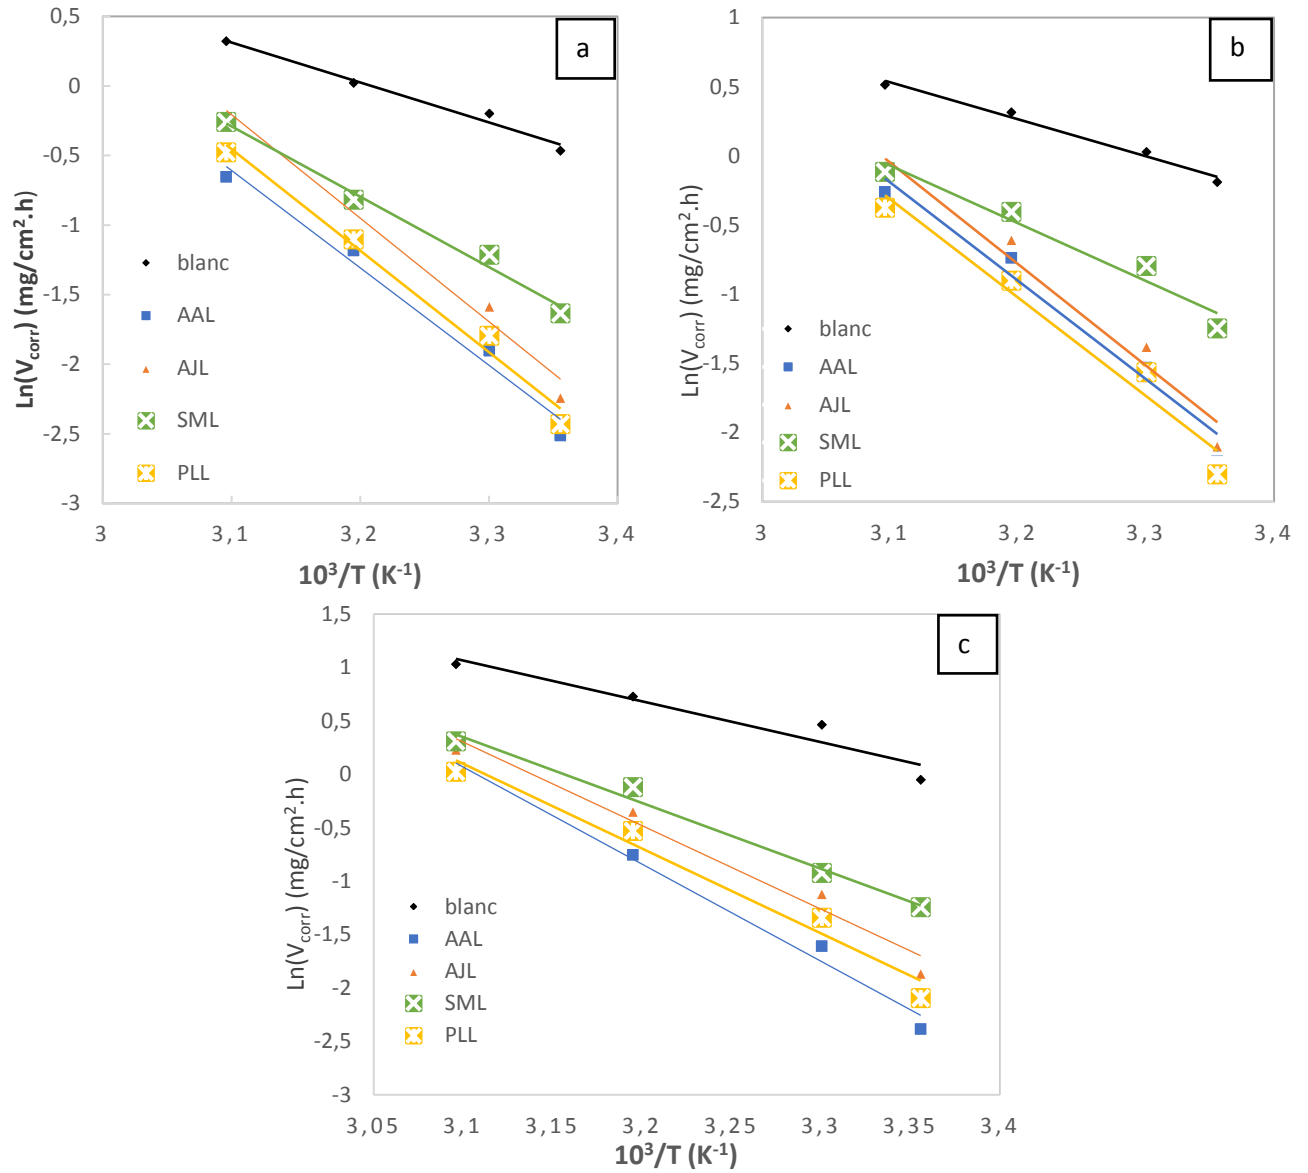 a
0,5
0
-0,5
-1
-1,5
-2
-2,5
-3
Ln(V_corr) (mg/cm².h)
blanc
AAL
AJL
SML
PLL
3
3,1
3,2
3,3
3,4
10³/T (K⁻¹)
b
1
0,5
0
-0,5
-1
-1,5
-2
-2,5
Ln(V_corr) (mg/cm².h)
blanc
AAL
AJL
SML
PLL
3
3,1
3,2
3,3
3,4
10³/T (K⁻¹)
c
1,5
1
0,5
0
-0,5
-1
-1,5
-2
-2,5
-3
Ln(V_corr) (mg/cm².h)
blanc
AAL
AJL
SML
PLL
3,05
3,1
3,15
3,2
3,25
3,3
3,35
3,4
10³/T (K⁻¹)